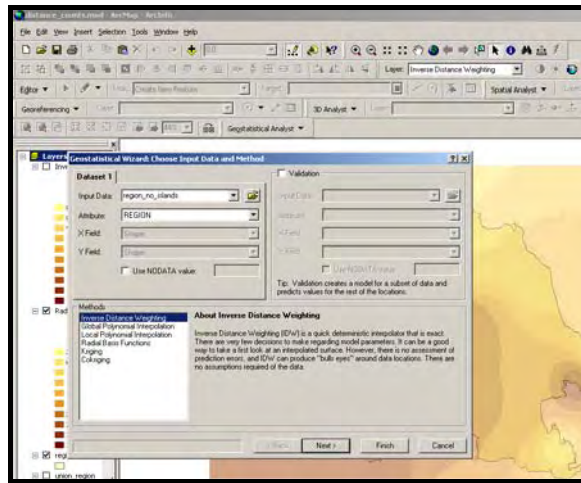 distance_counts.mxd - ArcMap - ArcInfo
File Edit View Insert Selection Tools Window Help
Layer: Inverse Distance Weighting
Editor Create New Feature Target: Spatial Analyst
Georeferencing Layer: 3D Analyst Layer:
Geostatistical Analyst
Layers
Geostatistical Wizard: Choose Input Data and Method
Inve
Dataset 1
Validation
Input Data: region_no_islands
Input Data:
Attribute: REGION
Attribute:
X Field: Shape
X Field:
Y Field: Shape
Y Field:
Use NODATA value:
Use NODATA value:
Tip: Validation creates a model for a subset of data and
predicts values for the rest of the locations.
Rad
Methods
Inverse Distance Weighting
Global Polynomial Interpolation
Local Polynomial Interpolation
Radial Basis Functions
Kriging
Cokriging
About Inverse Distance Weighting
Inverse Distance Weighting (IDW) is a quick deterministic interpolator that is exact.
There are very few decisions to make regarding model parameters. It can be a good
way to take a first look at an interpolated surface. However, there is no assessment of
prediction errors, and IDW can produce "bulls eyes" around data locations. There are
no assumptions required of the data.
< Back Next > Finish Cancel
regi
union_region